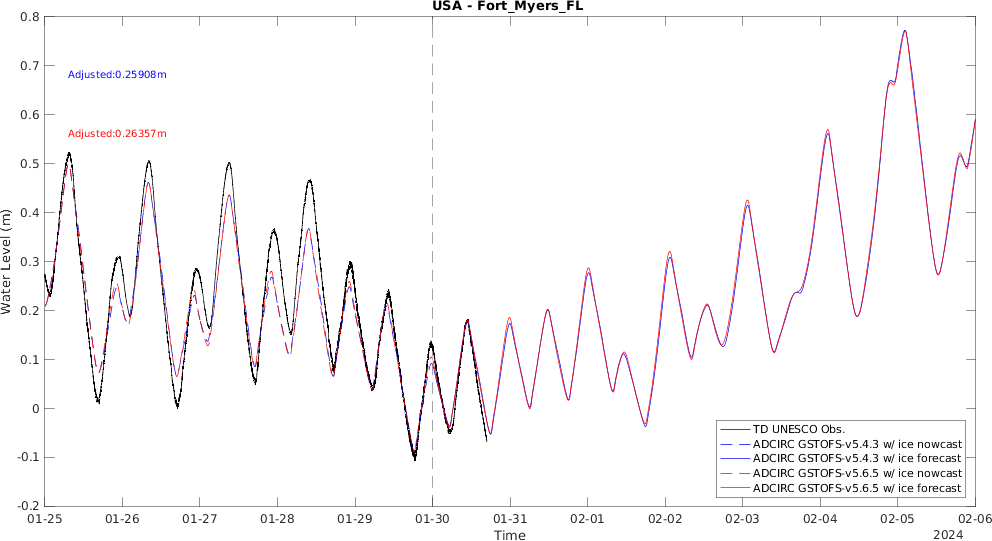 USA - Fort_Myers_FL
0.8
0.7
0.6
0.5
0.4
0.3
0.2
0.1
0
-0.1
-0.2
Water Level (m)
Adjusted:0.25908m
Adjusted:0.26357m
TD UNESCO Obs.
ADCIRC GSTOFS-v5.4.3 w/ ice nowcast
ADCIRC GSTOFS-v5.4.3 w/ ice forecast
ADCIRC GSTOFS-v5.6.5 w/ ice nowcast
ADCIRC GSTOFS-v5.6.5 w/ ice forecast
01-25 01-26 01-27 01-28 01-29 01-30 01-31 02-01 02-02 02-03 02-04 02-05 02-06
Time
2024